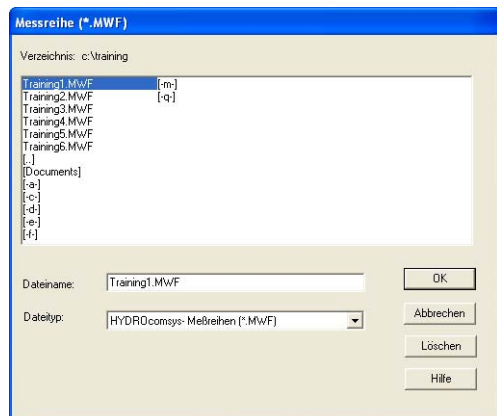 Messreihe (*.MWF)
Verzeichnis: c:\training
Training1.MWF [-m-]
Training2.MWF [-q-]
Training3.MWF
Training4.MWF
Training5.MWF
Training6.MWF
[..]
[Documents]
[-a-]
[-c-]
[-d-]
[-e-]
[-f-]
Dateiname: Training1.MWF
OK
Dateityp: HYDROcomsys- Meßreihen (*.MWF)
Abbrechen
Löschen
Hilfe